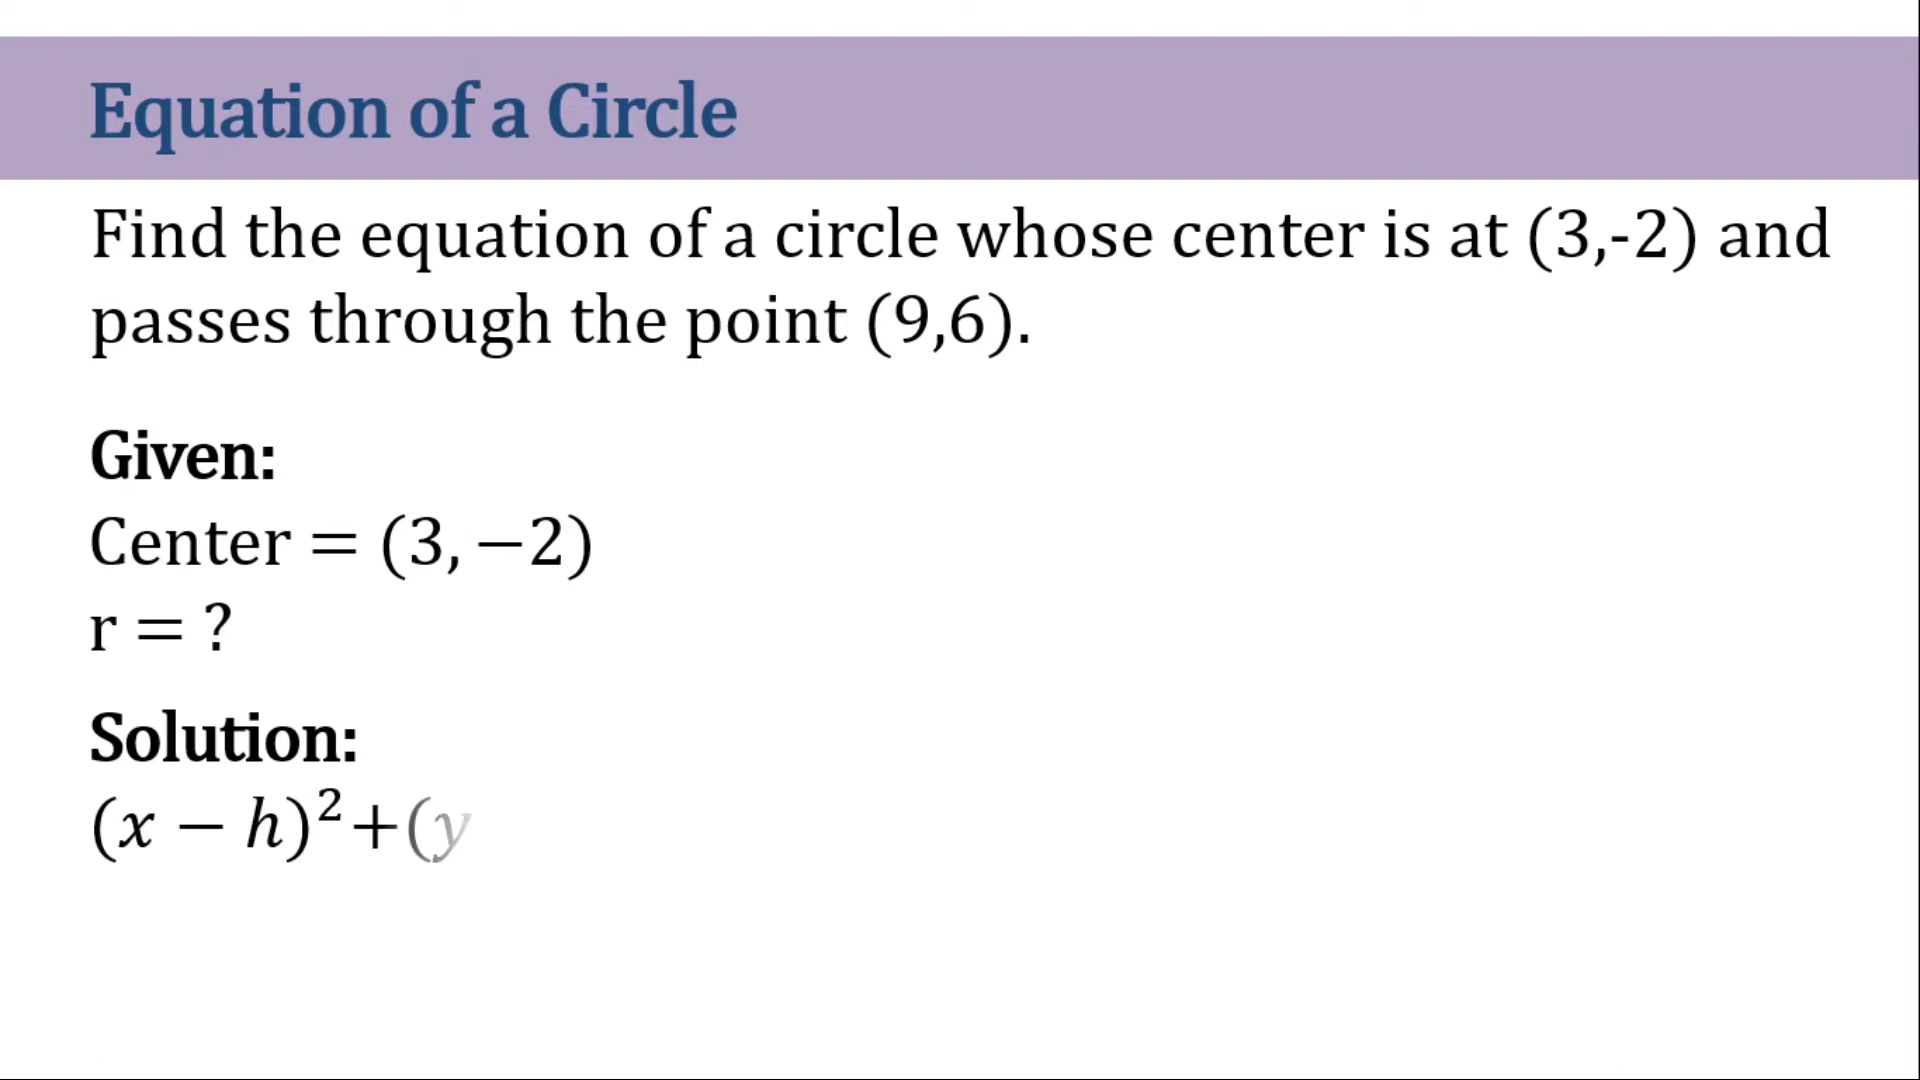 Equation of a Circle
Find the equation of a circle whose center is at (3,-2) and
passes through the point (9,6).
Given:
Center = (3, −2)
r = ?
Solution:
(x − h)²+(y